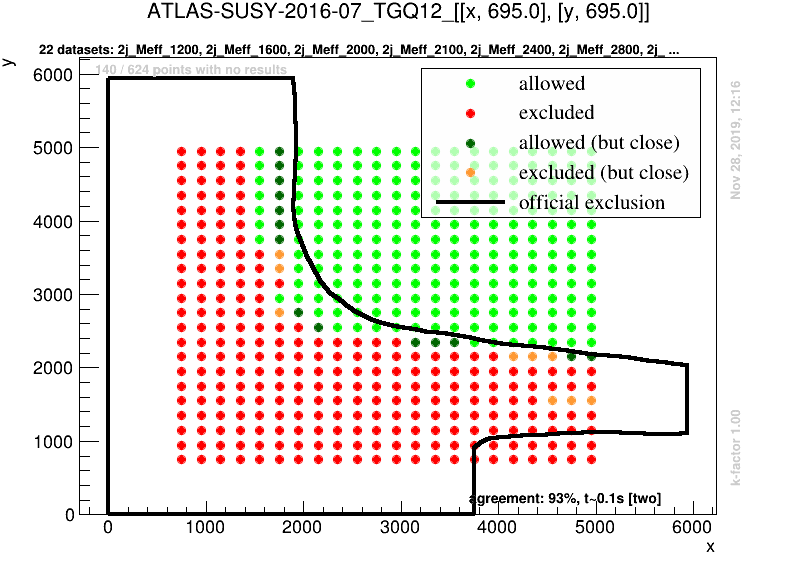 ATLAS-SUSY-2016-07_TGQ12_[[x, 695.0], [y, 695.0]]
22 datasets: 2j_Meff_1200, 2j_Meff_1600, 2j_Meff_2000, 2j_Meff_2100, 2j_Meff_2400, 2j_Meff_2800, 2j_ ...
y
140 / 624 points with no results
allowed
excluded
allowed (but close)
excluded (but close)
official exclusion
6000
5000
4000
3000
2000
1000
0
agreement: 93%, t~0.1s [two]
0 1000 2000 3000 4000 5000 6000
x
Nov 28, 2019, 12:16
k-factor 1.00